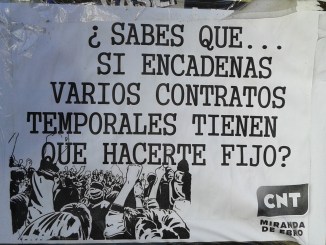 ¿ SABES QUE...
SI ENCADENAS
VARIOS CONTRATOS
TEMPORALES TIENEN
QUE HACERTE FIJO?
CNT
MIRANDA
DE EBRO